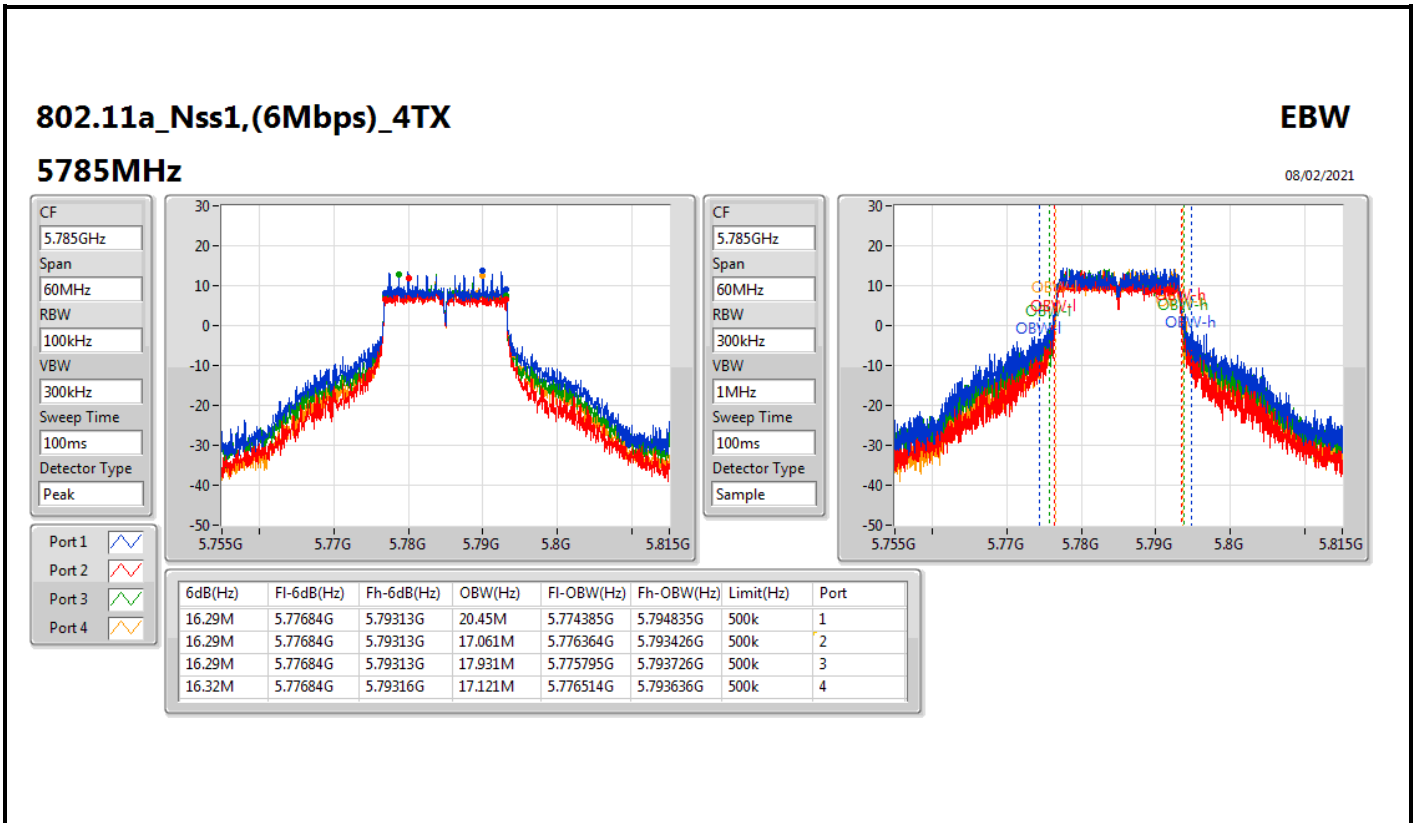 802.11a_Nss1,(6Mbps)_4TX
EBW
5785MHz
08/02/2021
CF
5.785GHz
Span
60MHz
RBW
100kHz
VBW
300kHz
Sweep Time
100ms
Detector Type
Peak
30
20
10
0
-10
-20
-30
-40
-50
5.755G 5.77G 5.78G 5.79G 5.8G 5.815G
CF
5.785GHz
Span
60MHz
RBW
300kHz
VBW
1MHz
Sweep Time
100ms
Detector Type
Sample
30
20
10
0
-10
-20
-30
-40
-50
OBW-l
OBW-h
OBW-h
OBW-l
OBW-h
5.755G 5.77G 5.78G 5.79G 5.8G 5.815G
Port 1
Port 2
Port 3
Port 4
6dB(Hz) Fl-6dB(Hz) Fh-6dB(Hz) OBW(Hz) Fl-OBW(Hz) Fh-OBW(Hz) Limit(Hz) Port
16.29M 5.77684G 5.79313G 20.45M 5.774385G 5.794835G 500k 1
16.29M 5.77684G 5.79313G 17.061M 5.776364G 5.793426G 500k 2
16.29M 5.77684G 5.79313G 17.931M 5.775795G 5.793726G 500k 3
16.32M 5.77684G 5.79316G 17.121M 5.776514G 5.793636G 500k 4